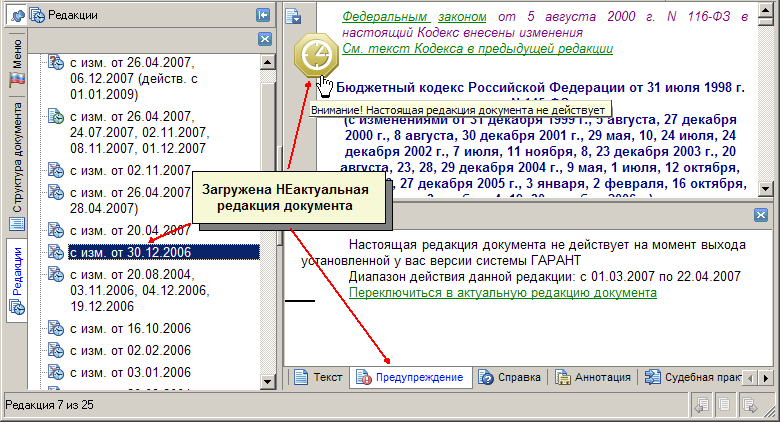 Редакции
Меню
Структура документа
Редакции
с изм. от 26.04.2007,
06.12.2007 (действ. с
01.01.2009)
с изм. от 26.04.2007,
24.07.2007, 02.11.2007,
08.11.2007, 01.12.2007
с изм. от 02.11.2007
с изм. от 26.04.2007
28.04.2007)
с изм. от 20.04.2007
с изм. от 30.12.2006
с изм. от 20.08.2004,
03.11.2006, 04.12.2006,
19.12.2006
с изм. от 16.10.2006
с изм. от 02.02.2006
с изм. от 03.01.2006
Федеральным законом от 5 августа 2000 г. N 116-ФЗ в
настоящий Кодекс внесены изменения
См. текст Кодекса в предыдущей редакции
Бюджетный кодекс Российской Федерации от 31 июля 1998 г.
Внимание! Настоящая редакция документа не действует
(с изменениями от 31 декабря 1999 г., 5 августа, 27 декабря
2000 г., 8 августа, 30 декабря 2001 г., 29 мая, 10, 24 июля, 24
декабря 2002 г., 7 июля, 11 ноября, 8, 23 декабря 2003 г., 20
августа, 23, 28, 29 декабря 2004 г., 9 мая, 1 июля, 12 октября,
27 декабря 2005 г., 3 января, 2 февраля, 16 октября,
Загружена НЕактуальная
редакция документа
Настоящая редакция документа не действует на момент выхода
установленной у вас версии системы ГАРАНТ
Диапазон действия данной редакции: с 01.03.2007 по 22.04.2007
Переключиться в актуальную редакцию документа
Текст Предупреждение Справка Аннотация Судебная практ
Редакция 7 из 25